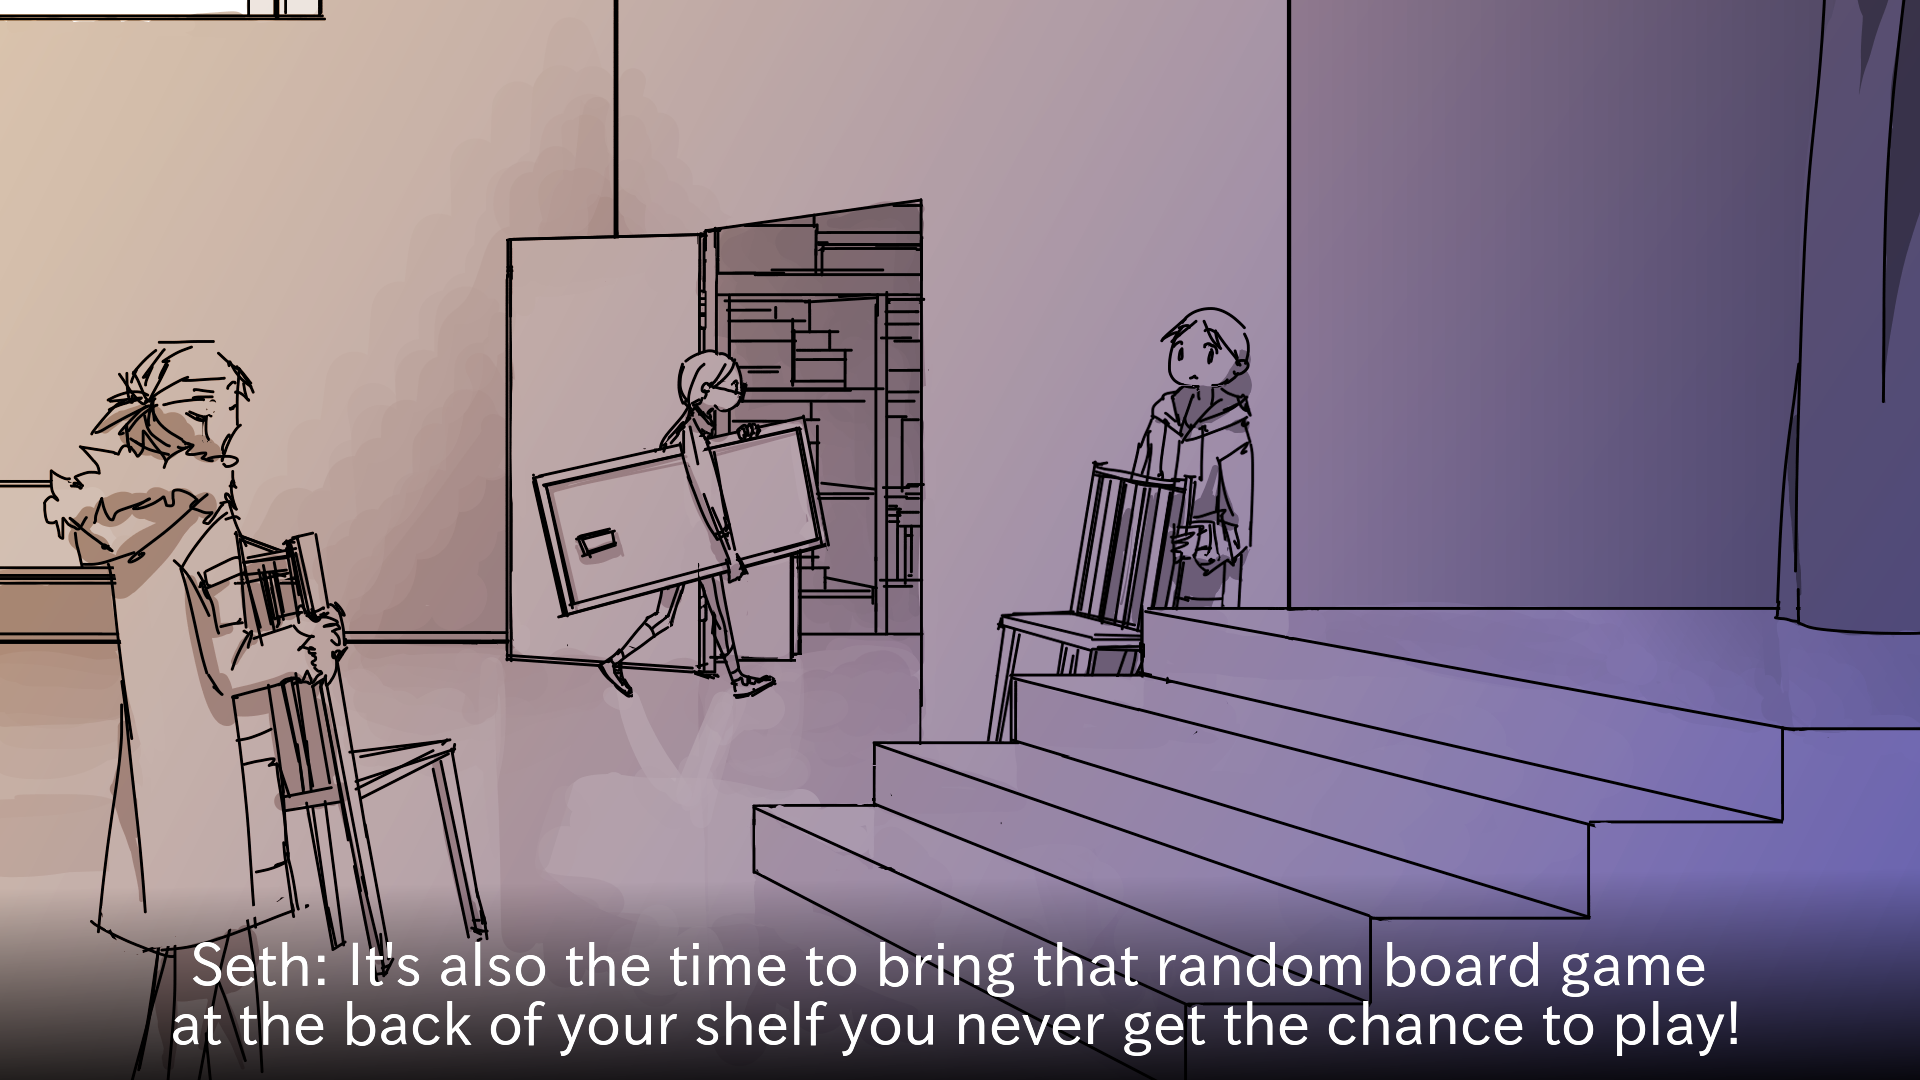 Seth: It's also the time to bring that random board game
at the back of your shelf you never get the chance to play!